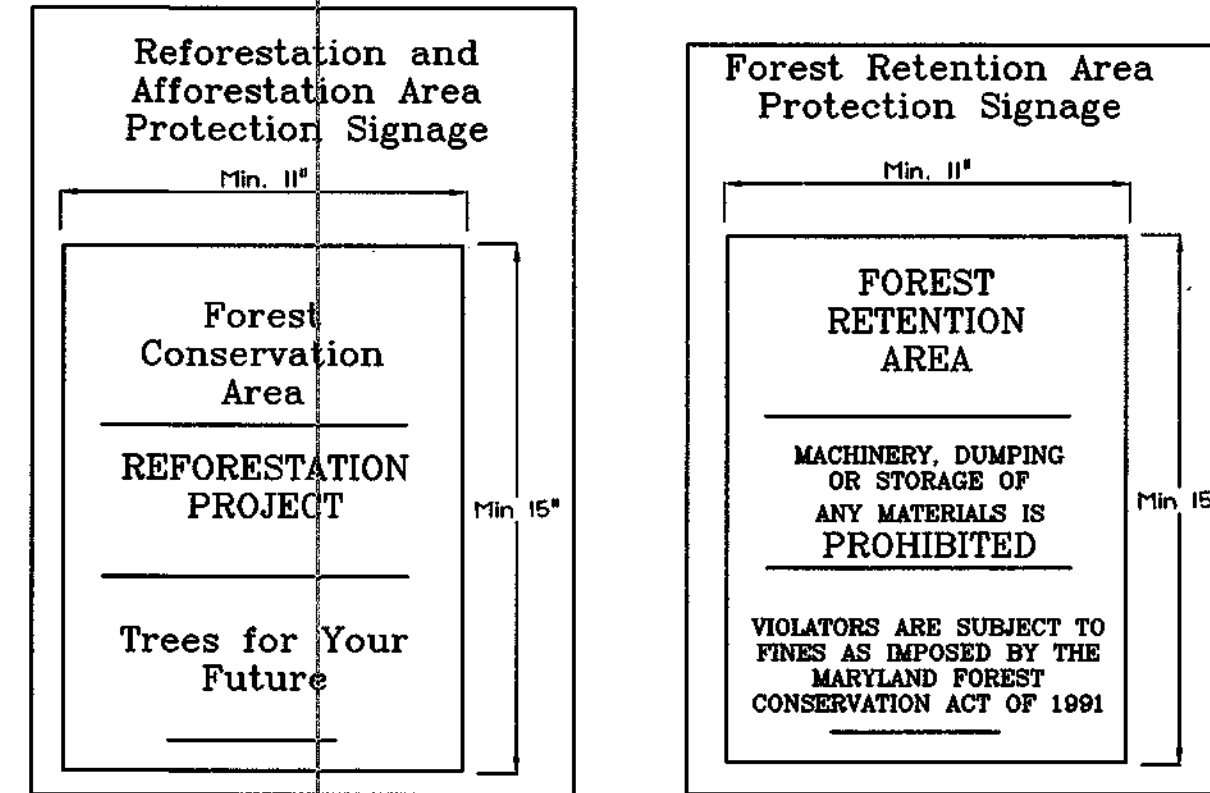 Reforestation and
Afforestation Area
Protection Signage
Min. 11"
Forest
Conservation
Area
REFORESTATION
PROJECT
Trees for Your
Future
Min 15"
Forest Retention Area
Protection Signage
Min. 11"
FOREST
RETENTION
AREA
MACHINERY, DUMPING
OR STORAGE OF
ANY MATERIALS IS
PROHIBITED
VIOLATORS ARE SUBJECT TO
FINES AS IMPOSED BY THE
MARYLAND FOREST
CONSERVATION ACT OF 1991
Min 15